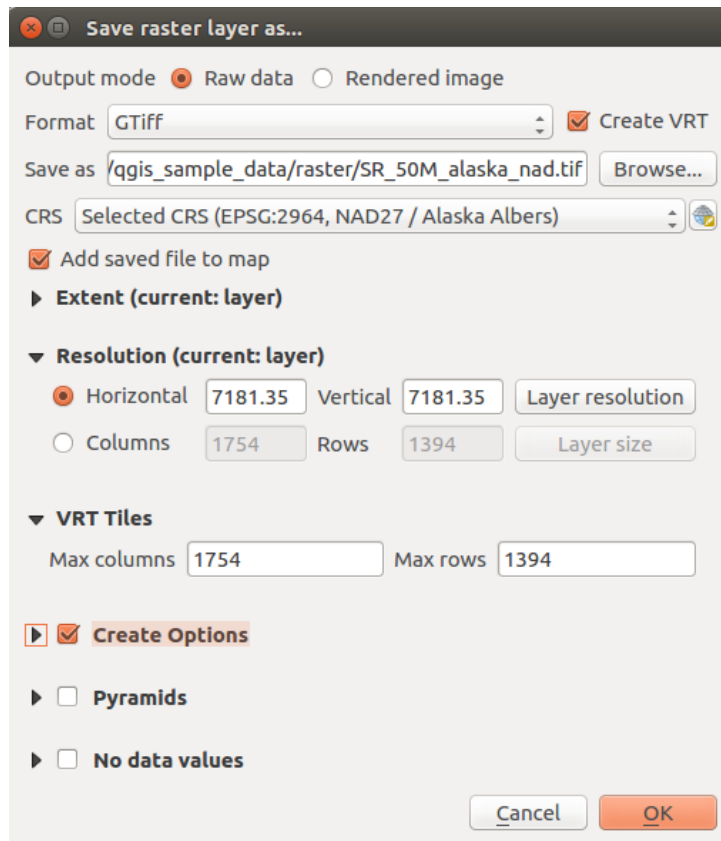 Save raster layer as...
Output mode Raw data Rendered image
Format GTiff Create VRT
Save as /qgis_sample_data/raster/SR_50M_alaska_nad.tif Browse...
CRS Selected CRS (EPSG:2964, NAD27 / Alaska Albers)
Add saved file to map
Extent (current: layer)
Resolution (current: layer)
Horizontal 7181.35 Vertical 7181.35 Layer resolution
Columns 1754 Rows 1394 Layer size
VRT Tiles
Max columns 1754 Max rows 1394
Create Options
Pyramids
No data values
Cancel OK